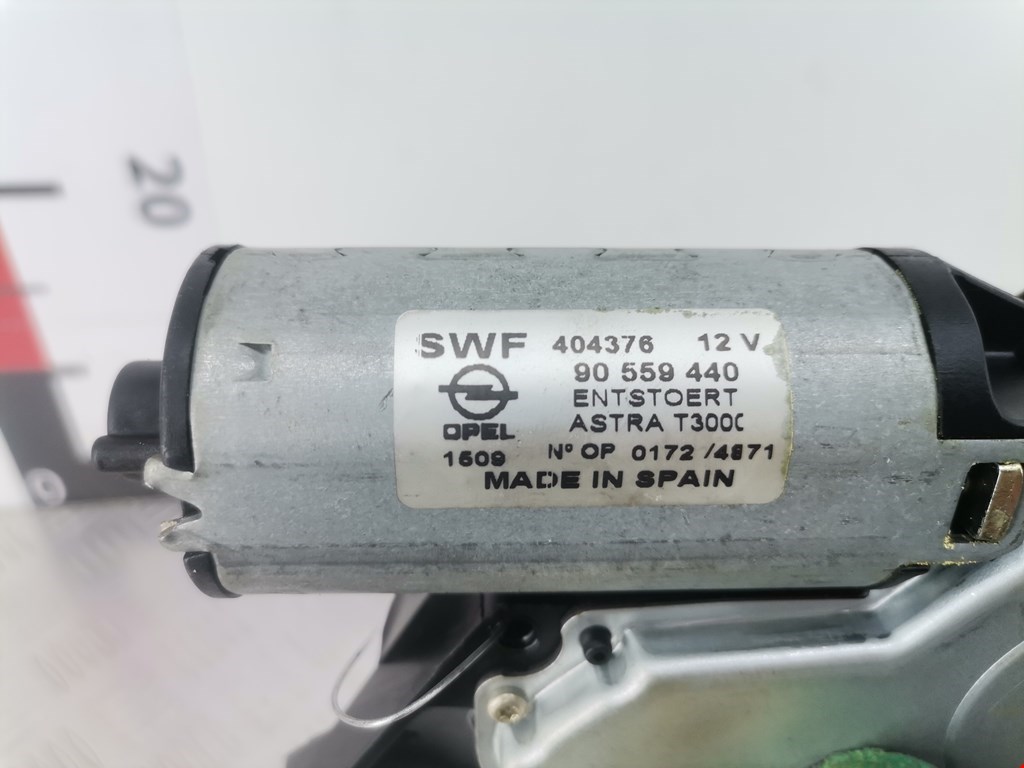 20
SWF 404376 12 V
90 559 440
ENTSTOERT
OPEL ASTRA T3000
1509 Nº OP 0172 /4871
MADE IN SPAIN